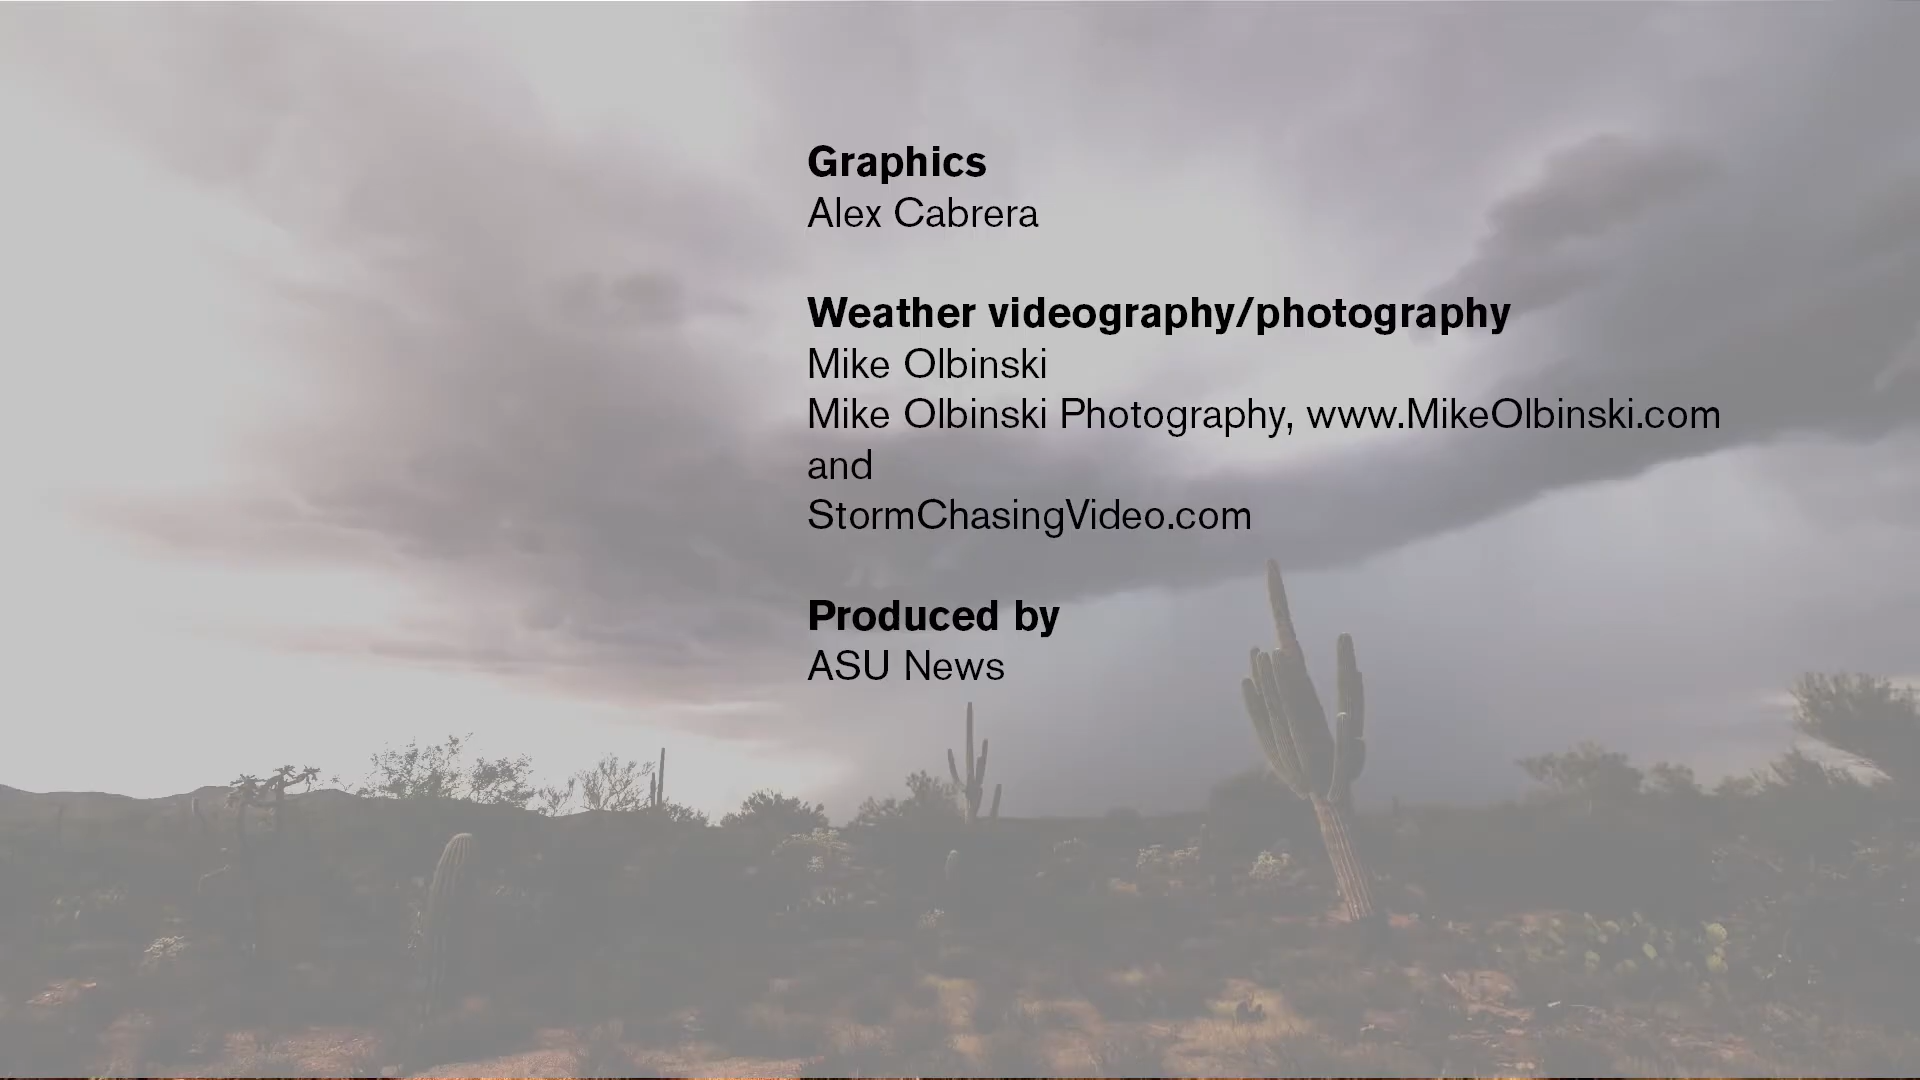 Graphics
Alex Cabrera
Weather videography/photography
Mike Olbinski
Mike Olbinski Photography, www.MikeOlbinski.com
and
StormChasingVideo.com
Produced by
ASU News